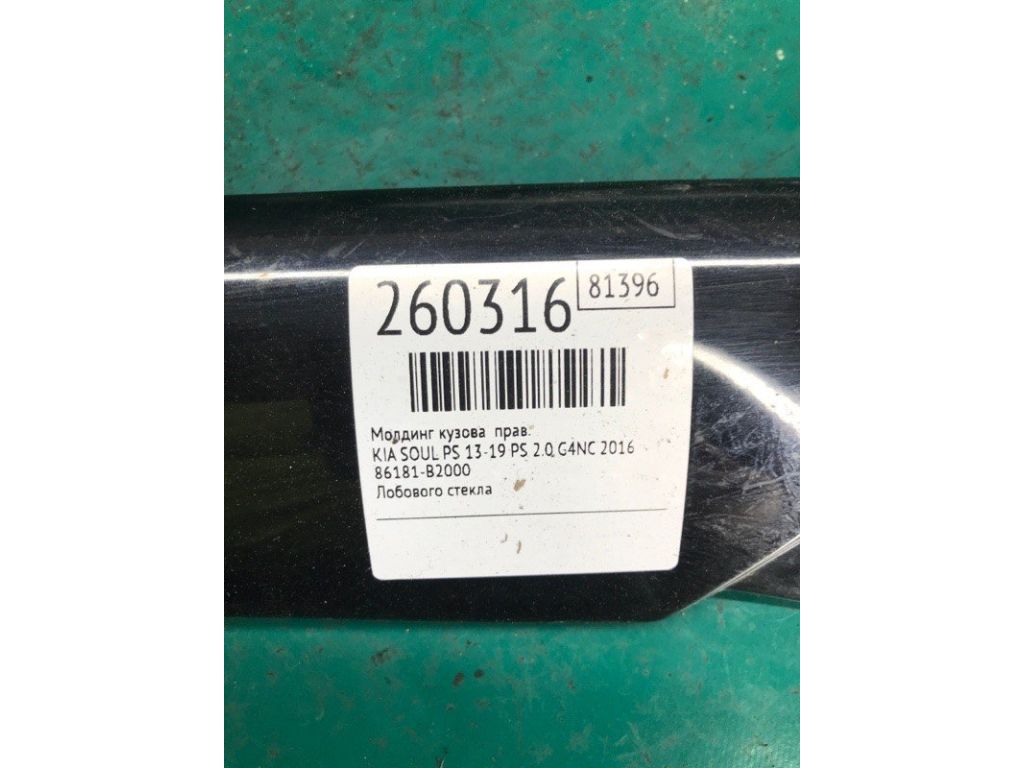 260316
81396
Молдинг кузова прав.
KIA SOUL PS 13-19 PS 2.0 G4NC 2016
86181-B2000
Лобового стекла